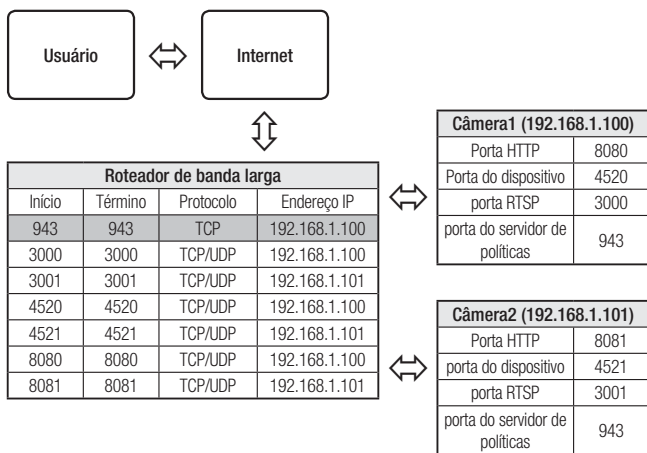 Usuário
Internet
Roteador de banda larga
Início Término Protocolo Endereço IP
943 943 TCP 192.168.1.100
3000 3000 TCP/UDP 192.168.1.100
3001 3001 TCP/UDP 192.168.1.101
4520 4520 TCP/UDP 192.168.1.100
4521 4521 TCP/UDP 192.168.1.101
8080 8080 TCP/UDP 192.168.1.100
8081 8081 TCP/UDP 192.168.1.101
Câmera1 (192.168.1.100)
Porta HTTP 8080
Porta do dispositivo 4520
porta RTSP 3000
porta do servidor de
políticas 943
Câmera2 (192.168.1.101)
Porta HTTP 8081
porta do dispositivo 4521
porta RTSP 3001
porta do servidor de
políticas 943